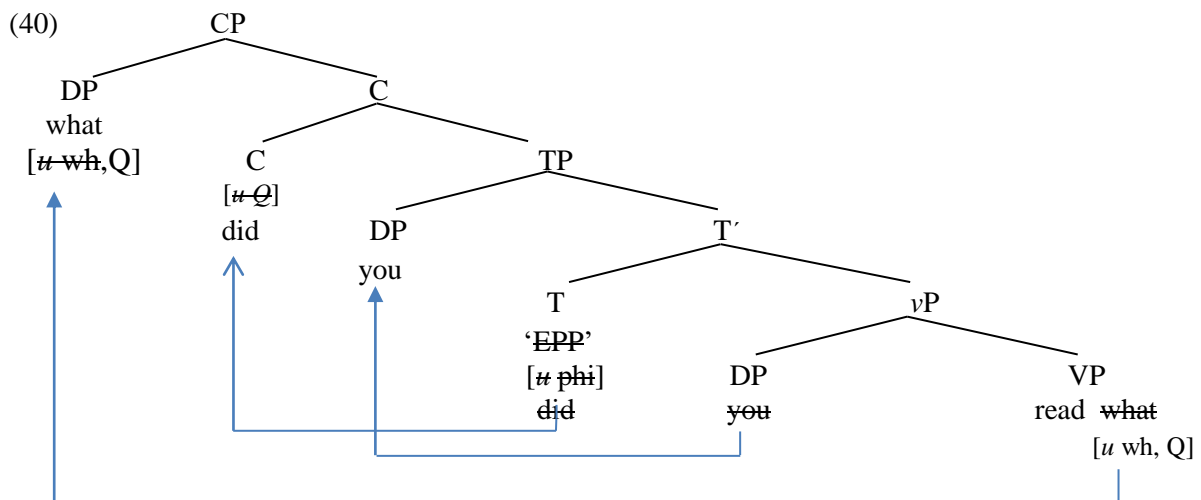 (40) CP
DP C
what
[u wh,Q] C TP
[u Q]
did DP T´
you
T vP
‘EPP’
[u phi] DP VP
did you read what
[u wh, Q]